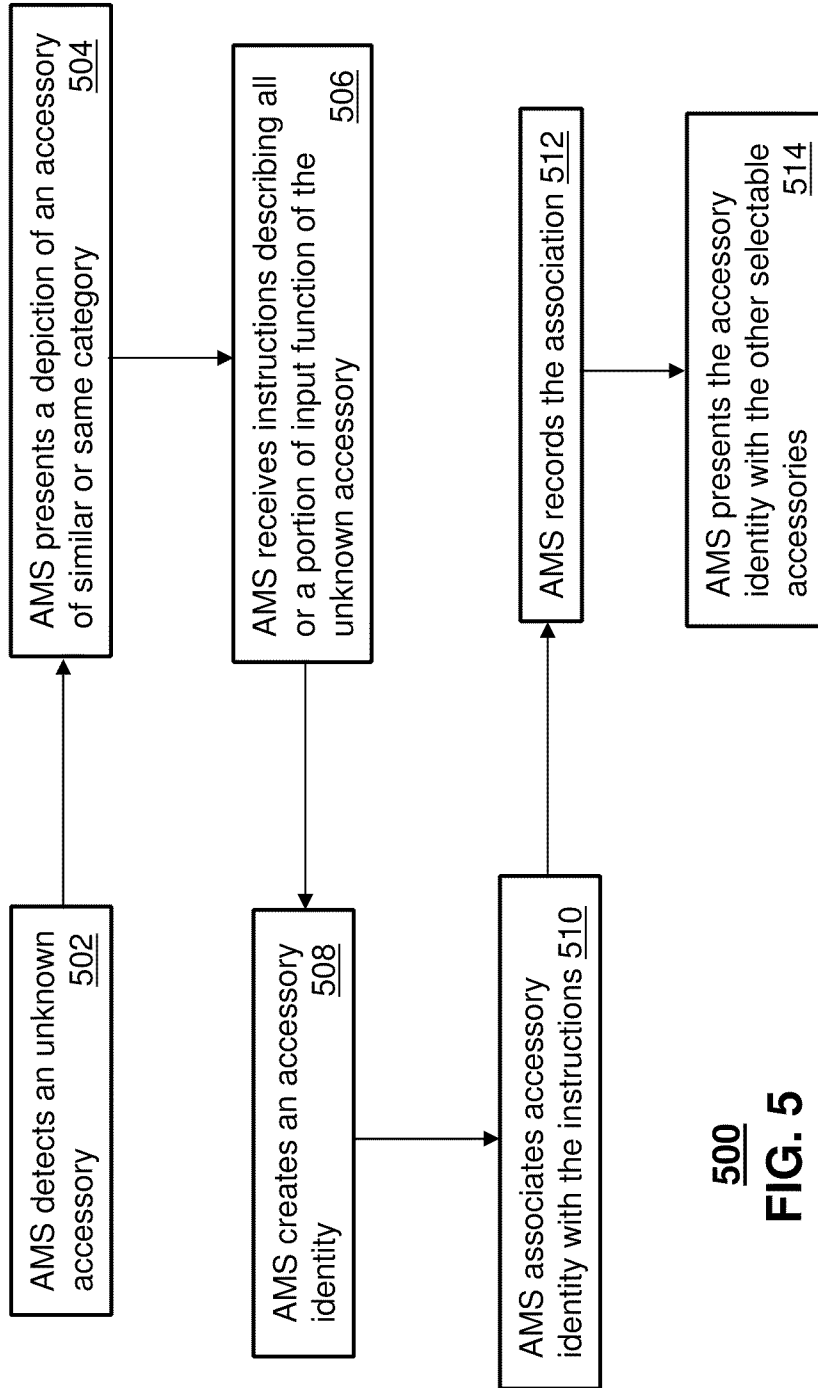 AMS detects an unknown
accessory 502
AMS presents a depiction of an accessory
of similar or same category 504
AMS receives instructions describing all
or a portion of input function of the
unknown accessory 506
AMS creates an accessory
identity 508
AMS associates accessory
identity with the instructions 510
AMS records the association 512
AMS presents the accessory
identity with the other selectable
accessories 514
500
FIG. 5